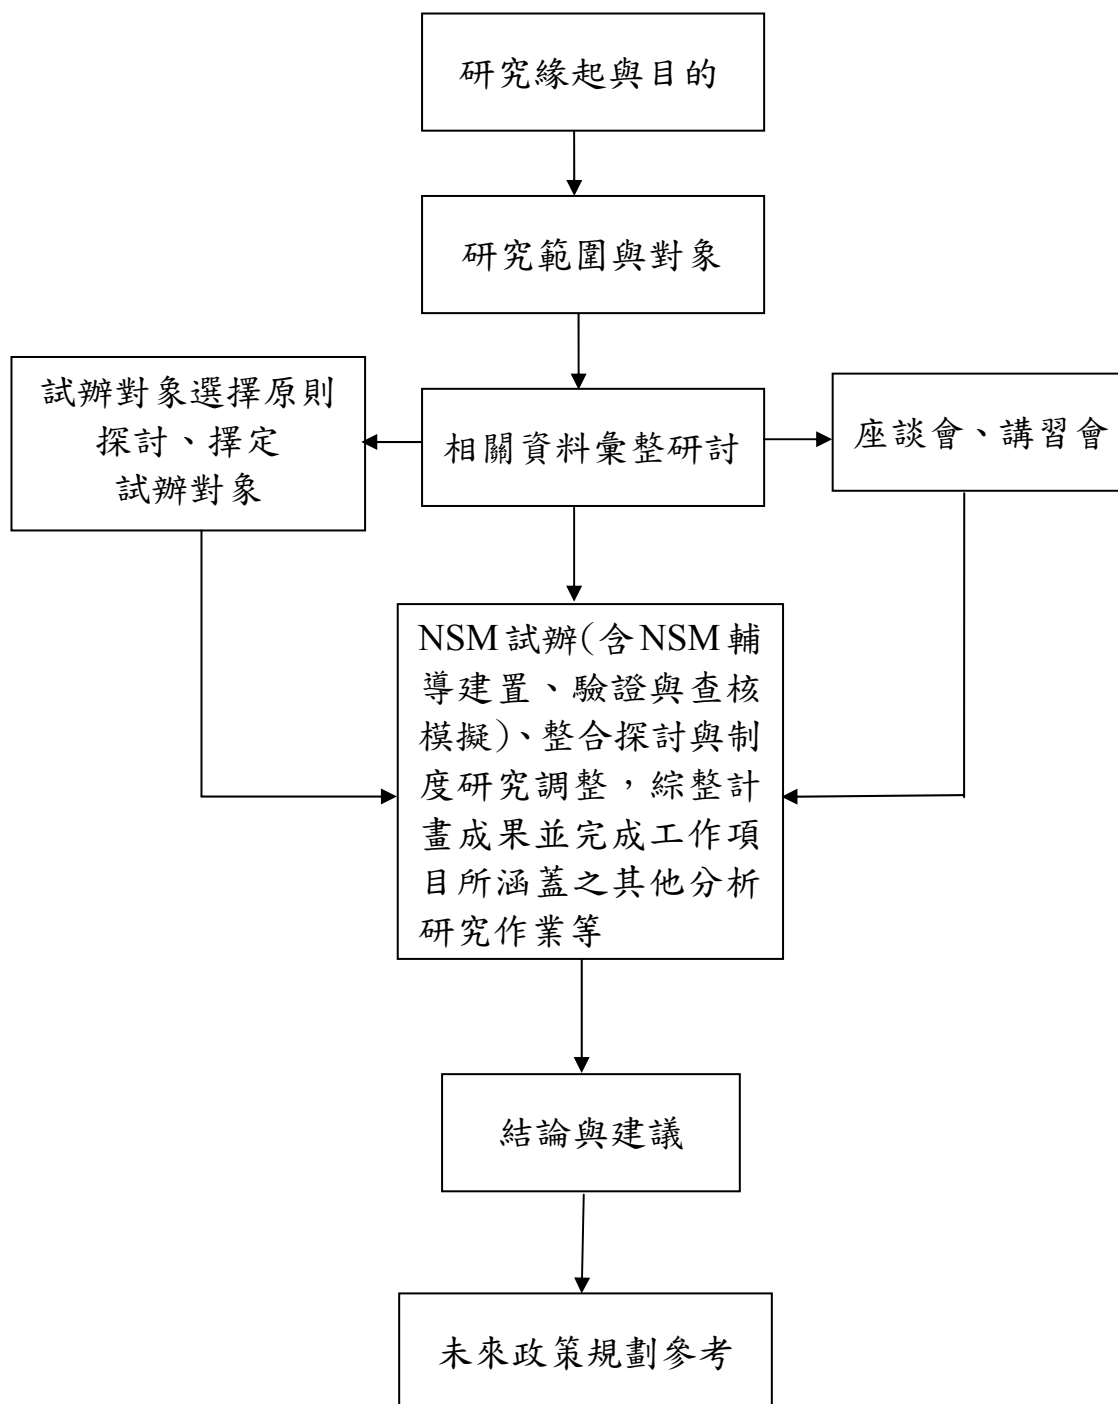 研究緣起與目的
研究範圍與對象
試辦對象選擇原則
探討、擇定
試辦對象
相關資料彙整研討
座談會、講習會
NSM試辦(含NSM輔
導建置、驗證與查核
模擬)、整合探討與制
度研究調整，綜整計
畫成果並完成工作項
目所涵蓋之其他分析
研究作業等
結論與建議
未來政策規劃參考